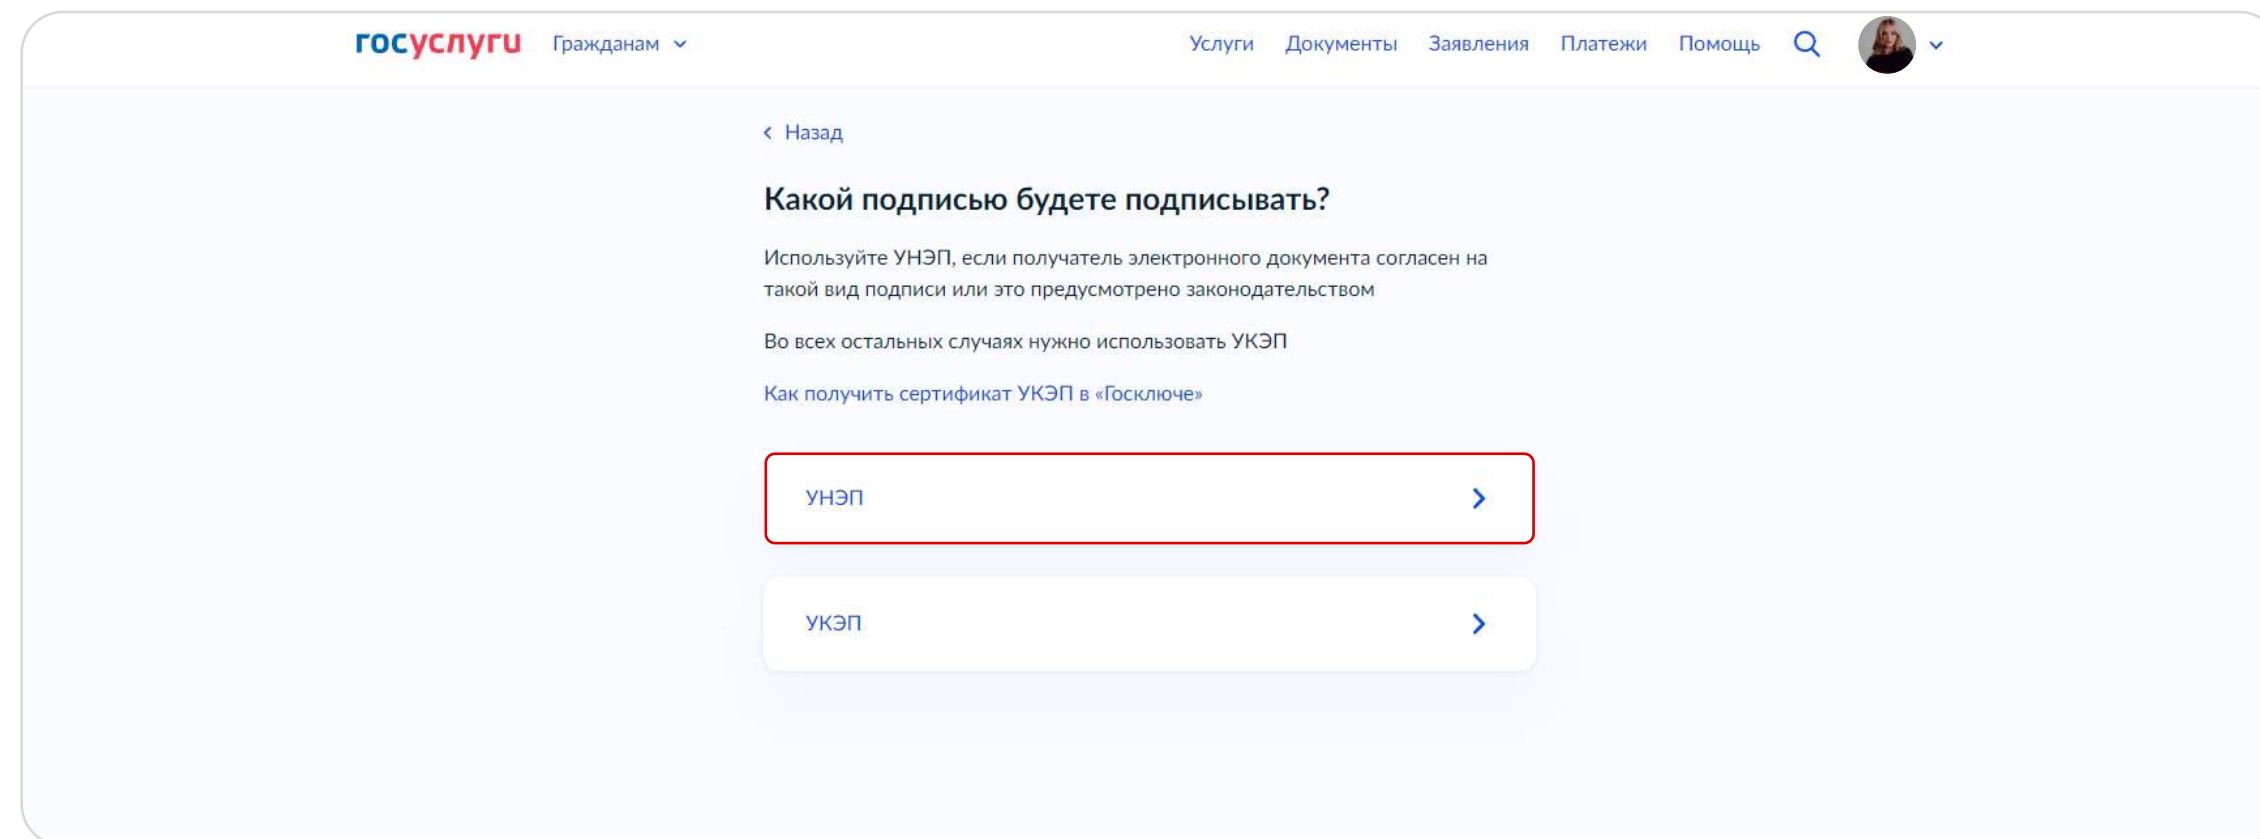 госуслуги Гражданам Услуги Документы Заявления Платежи Помощь
Назад
Какой подписью будете подписывать?
Используйте УНЭП, если получатель электронного документа согласен на
такой вид подписи или это предусмотрено законодательством
Во всех остальных случаях нужно использовать УКЭП
Как получить сертификат УКЭП в «Госключе»
УНЭП
УКЭП